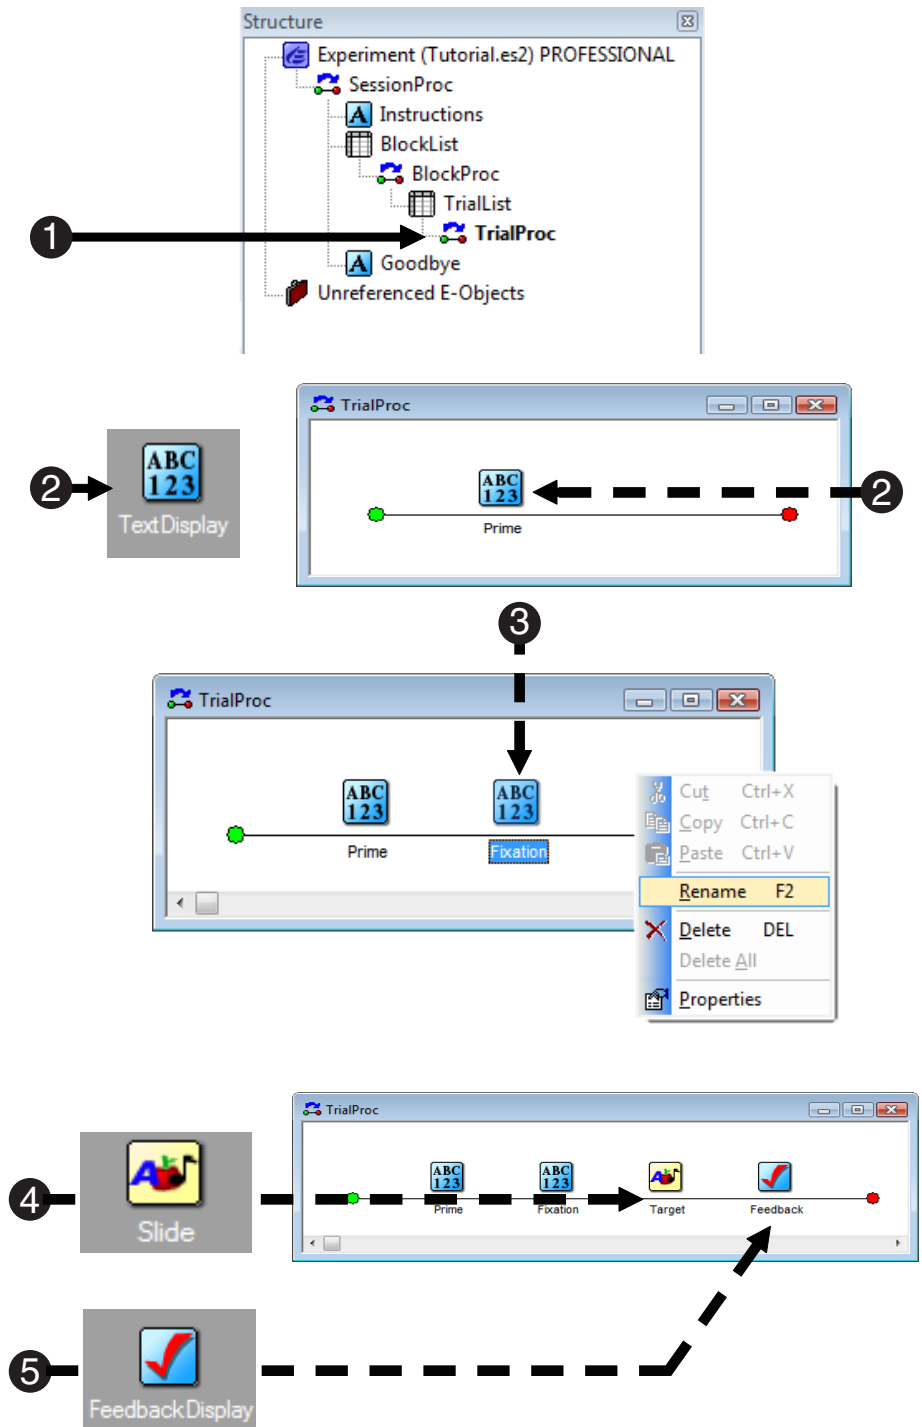 Structure
Experiment (Tutorial.es2) PROFESSIONAL
SessionProc
A Instructions
BlockList
BlockProc
TrialList
1 TrialProc
A Goodbye
Unreferenced E-Objects
TrialProc
2 ABC 123
TextDisplay
ABC 123 2
Prime
3
TrialProc
ABC 123 ABC 123
Prime Fixation
Cut Ctrl+X
Copy Ctrl+C
Paste Ctrl+V
Rename F2
Delete DEL
Delete All
Properties
TrialProc
4 A
Slide
ABC 123 ABC 123 A
Prime Fixation Target Feedback
5
FeedbackDisplay